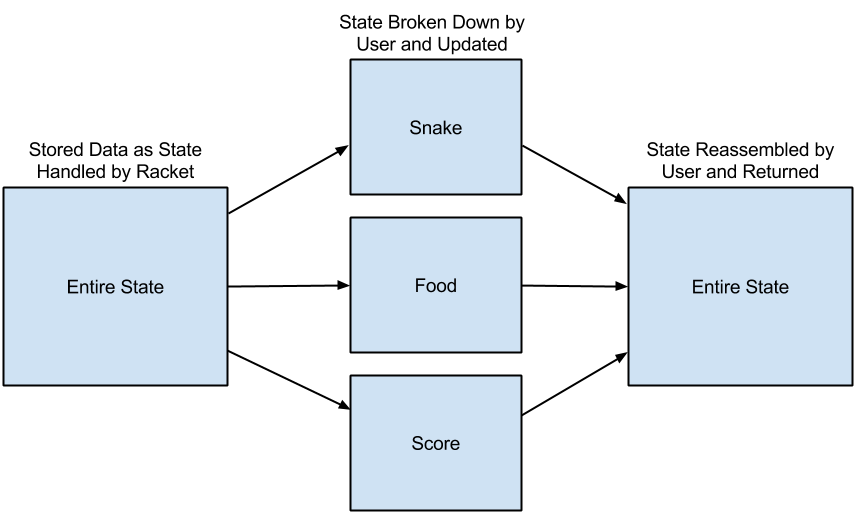 State Broken Down by
User and Updated
Snake
Stored Data as State
Handled by Racket
State Reassembled by
User and Returned
Entire State
Food
Entire State
Score